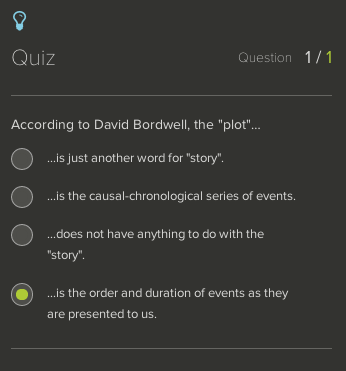 Quiz
Question 1 / 1
According to David Bordwell, the "plot"...
...is just another word for "story".
...is the causal-chronological series of events.
...does not have anything to do with the
"story".
...is the order and duration of events as they
are presented to us.